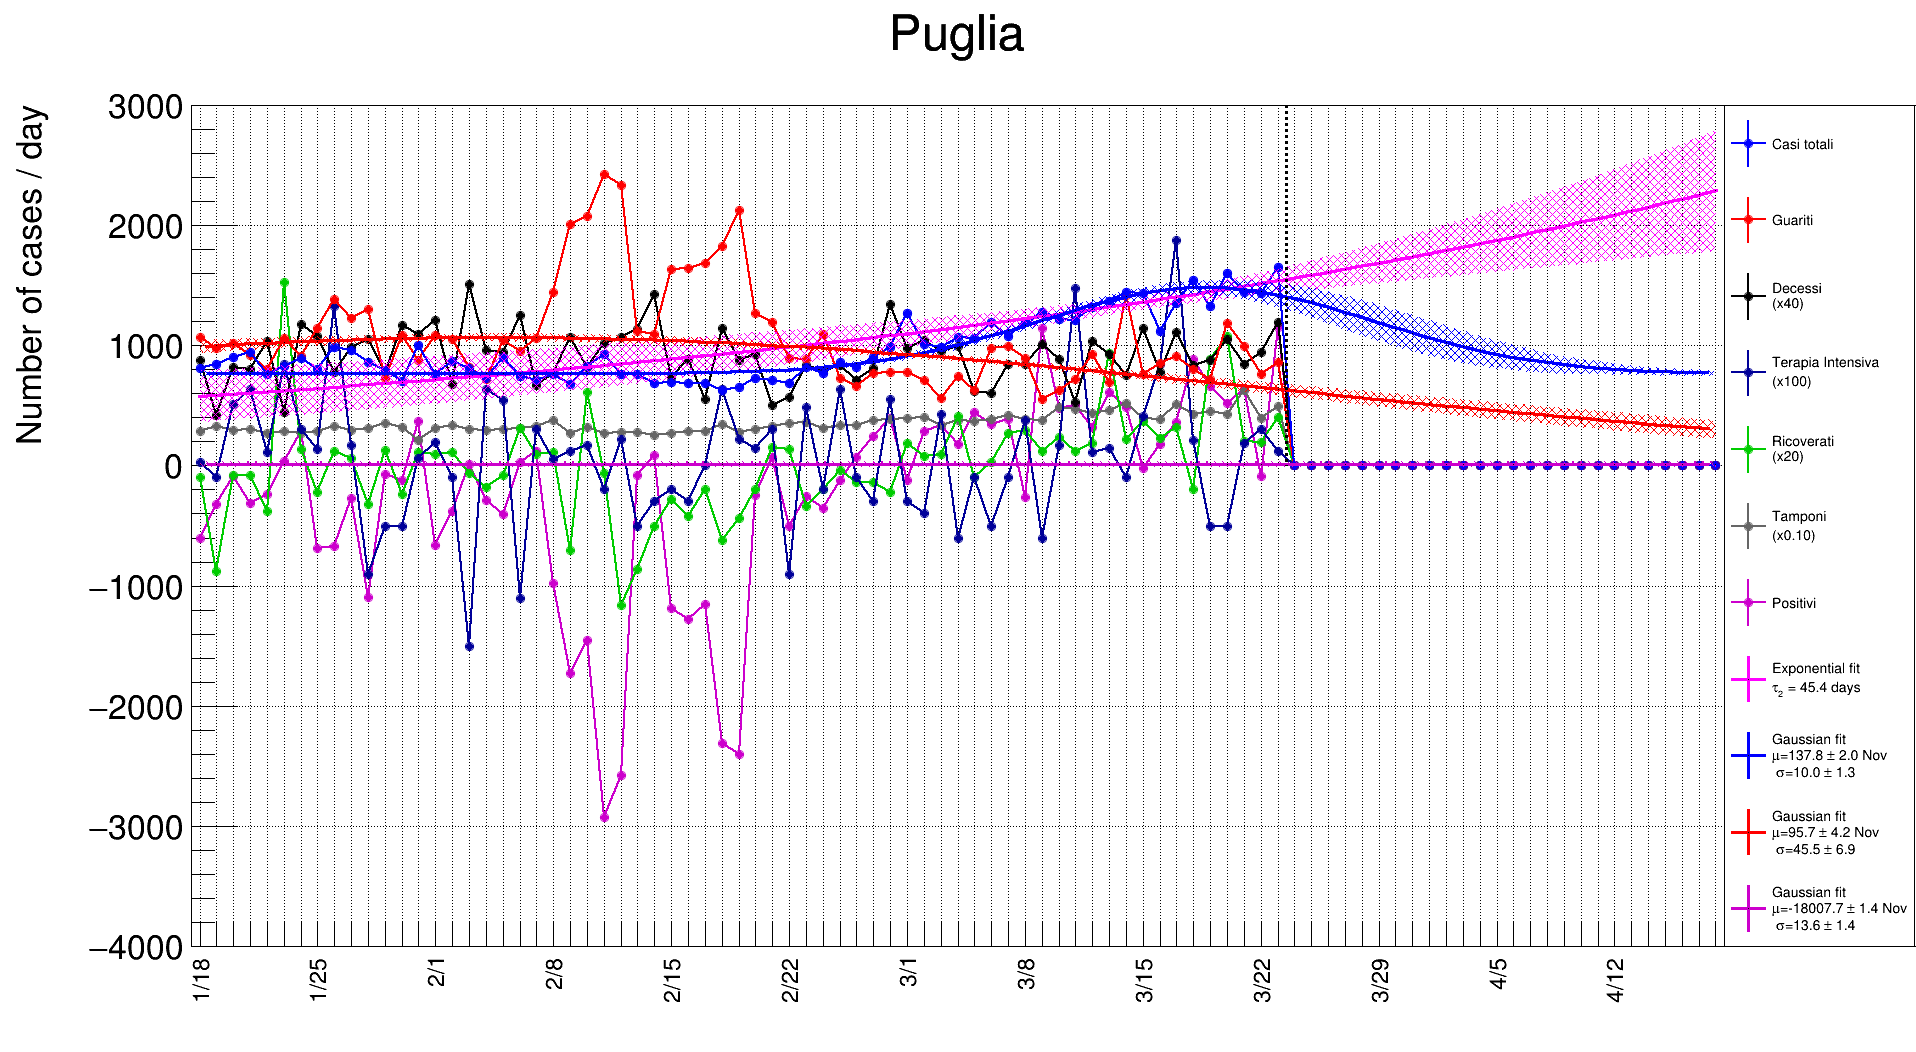 Puglia
Number of cases / day
3000
2000
1000
0
−1000
−2000
−3000
−4000
1/18
1/25
2/1
2/8
2/15
2/22
3/1
3/8
3/15
3/22
3/29
4/5
4/12
Casi totali
Guariti
Decessi
(x40)
Terapia Intensiva
(x100)
Ricoverati
(x20)
Tamponi
(x0.10)
Positivi
Exponential fit
τ2 = 45.4 days
Gaussian fit
μ=137.8 ± 2.0 Nov
σ=10.0 ± 1.3
Gaussian fit
μ=95.7 ± 4.2 Nov
σ=45.5 ± 6.9
Gaussian fit
μ=-18007.7 ± 1.4 Nov
σ=13.6 ± 1.4